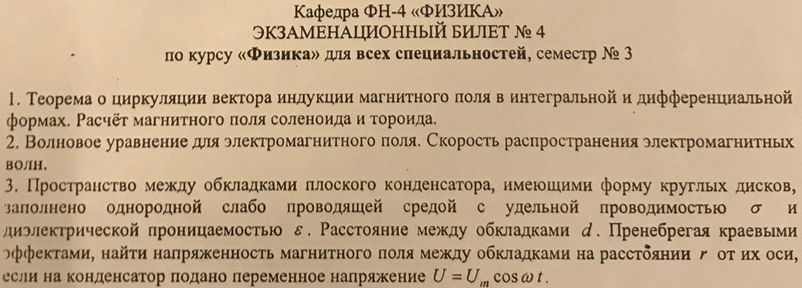 Кафедра ФН-4 «ФИЗИКА»
ЭКЗАМЕНАЦИОННЫЙ БИЛЕТ № 4
по курсу «Физика» для всех специальностей, семестр № 3
1. Теорема о циркуляции вектора индукции магнитного поля в интегральной и дифференциальной
формах. Расчёт магнитного поля соленоида и тороида.
2. Волновое уравнение для электромагнитного поля. Скорость распространения электромагнитных
волн.
3. Пространство между обкладками плоского конденсатора, имеющими форму круглых дисков,
заполнено однородной слабо проводящей средой с удельной проводимостью σ и
диэлектрической проницаемостью ε. Расстояние между обкладками d. Пренебрегая краевыми
эффектами, найти напряженность магнитного поля между обкладками на расстоянии r от их оси,
если на конденсатор подано переменное напряжение U = U_m cos ω t.